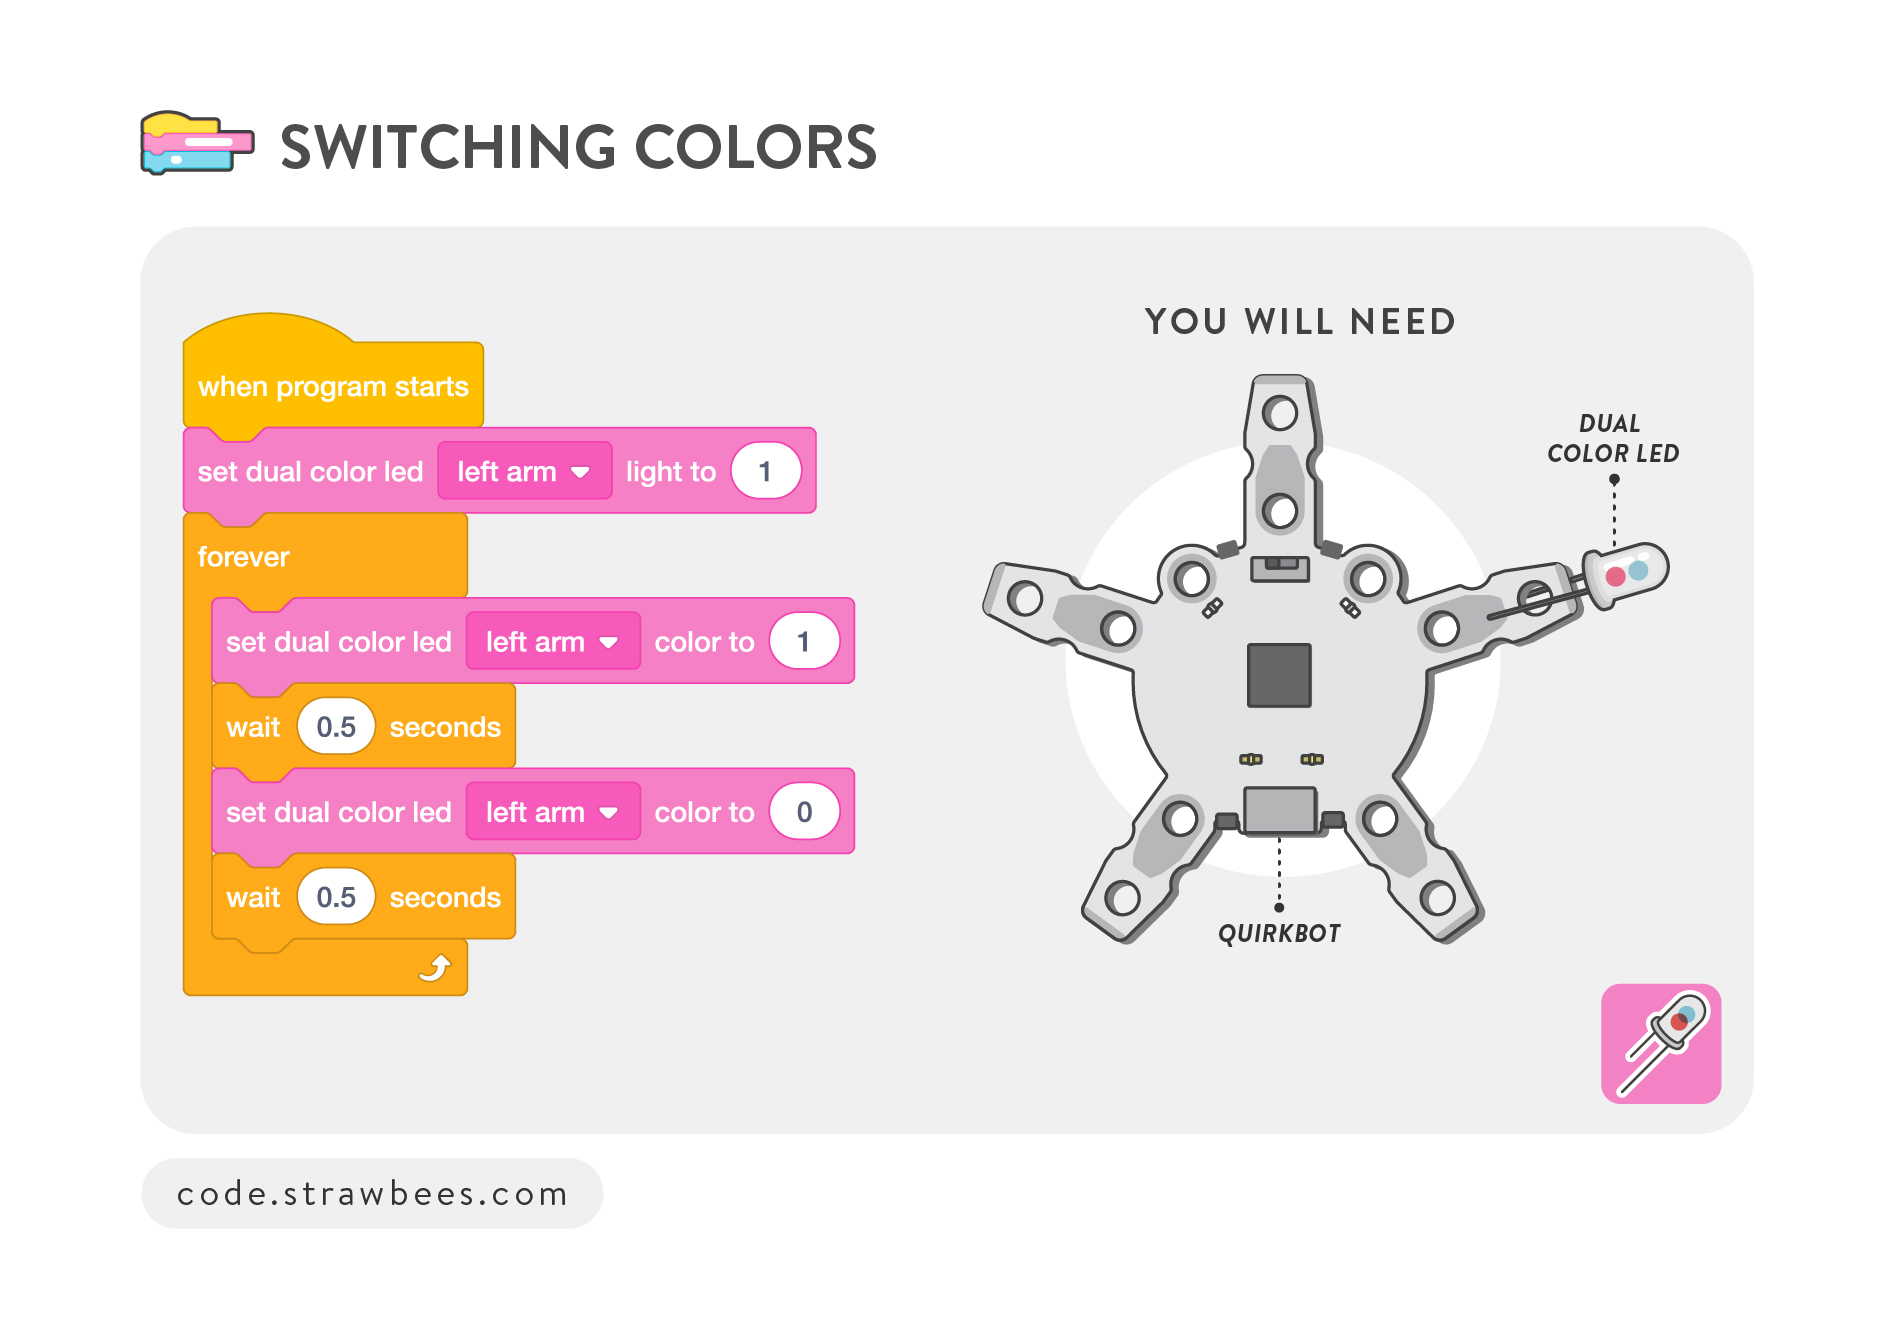 SWITCHING COLORS
when program starts
set dual color led left arm light to 1
forever
set dual color led left arm color to 1
wait 0.5 seconds
set dual color led left arm color to 0
wait 0.5 seconds
YOU WILL NEED
DUAL
COLOR LED
QUIRKBOT
code.strawbees.com